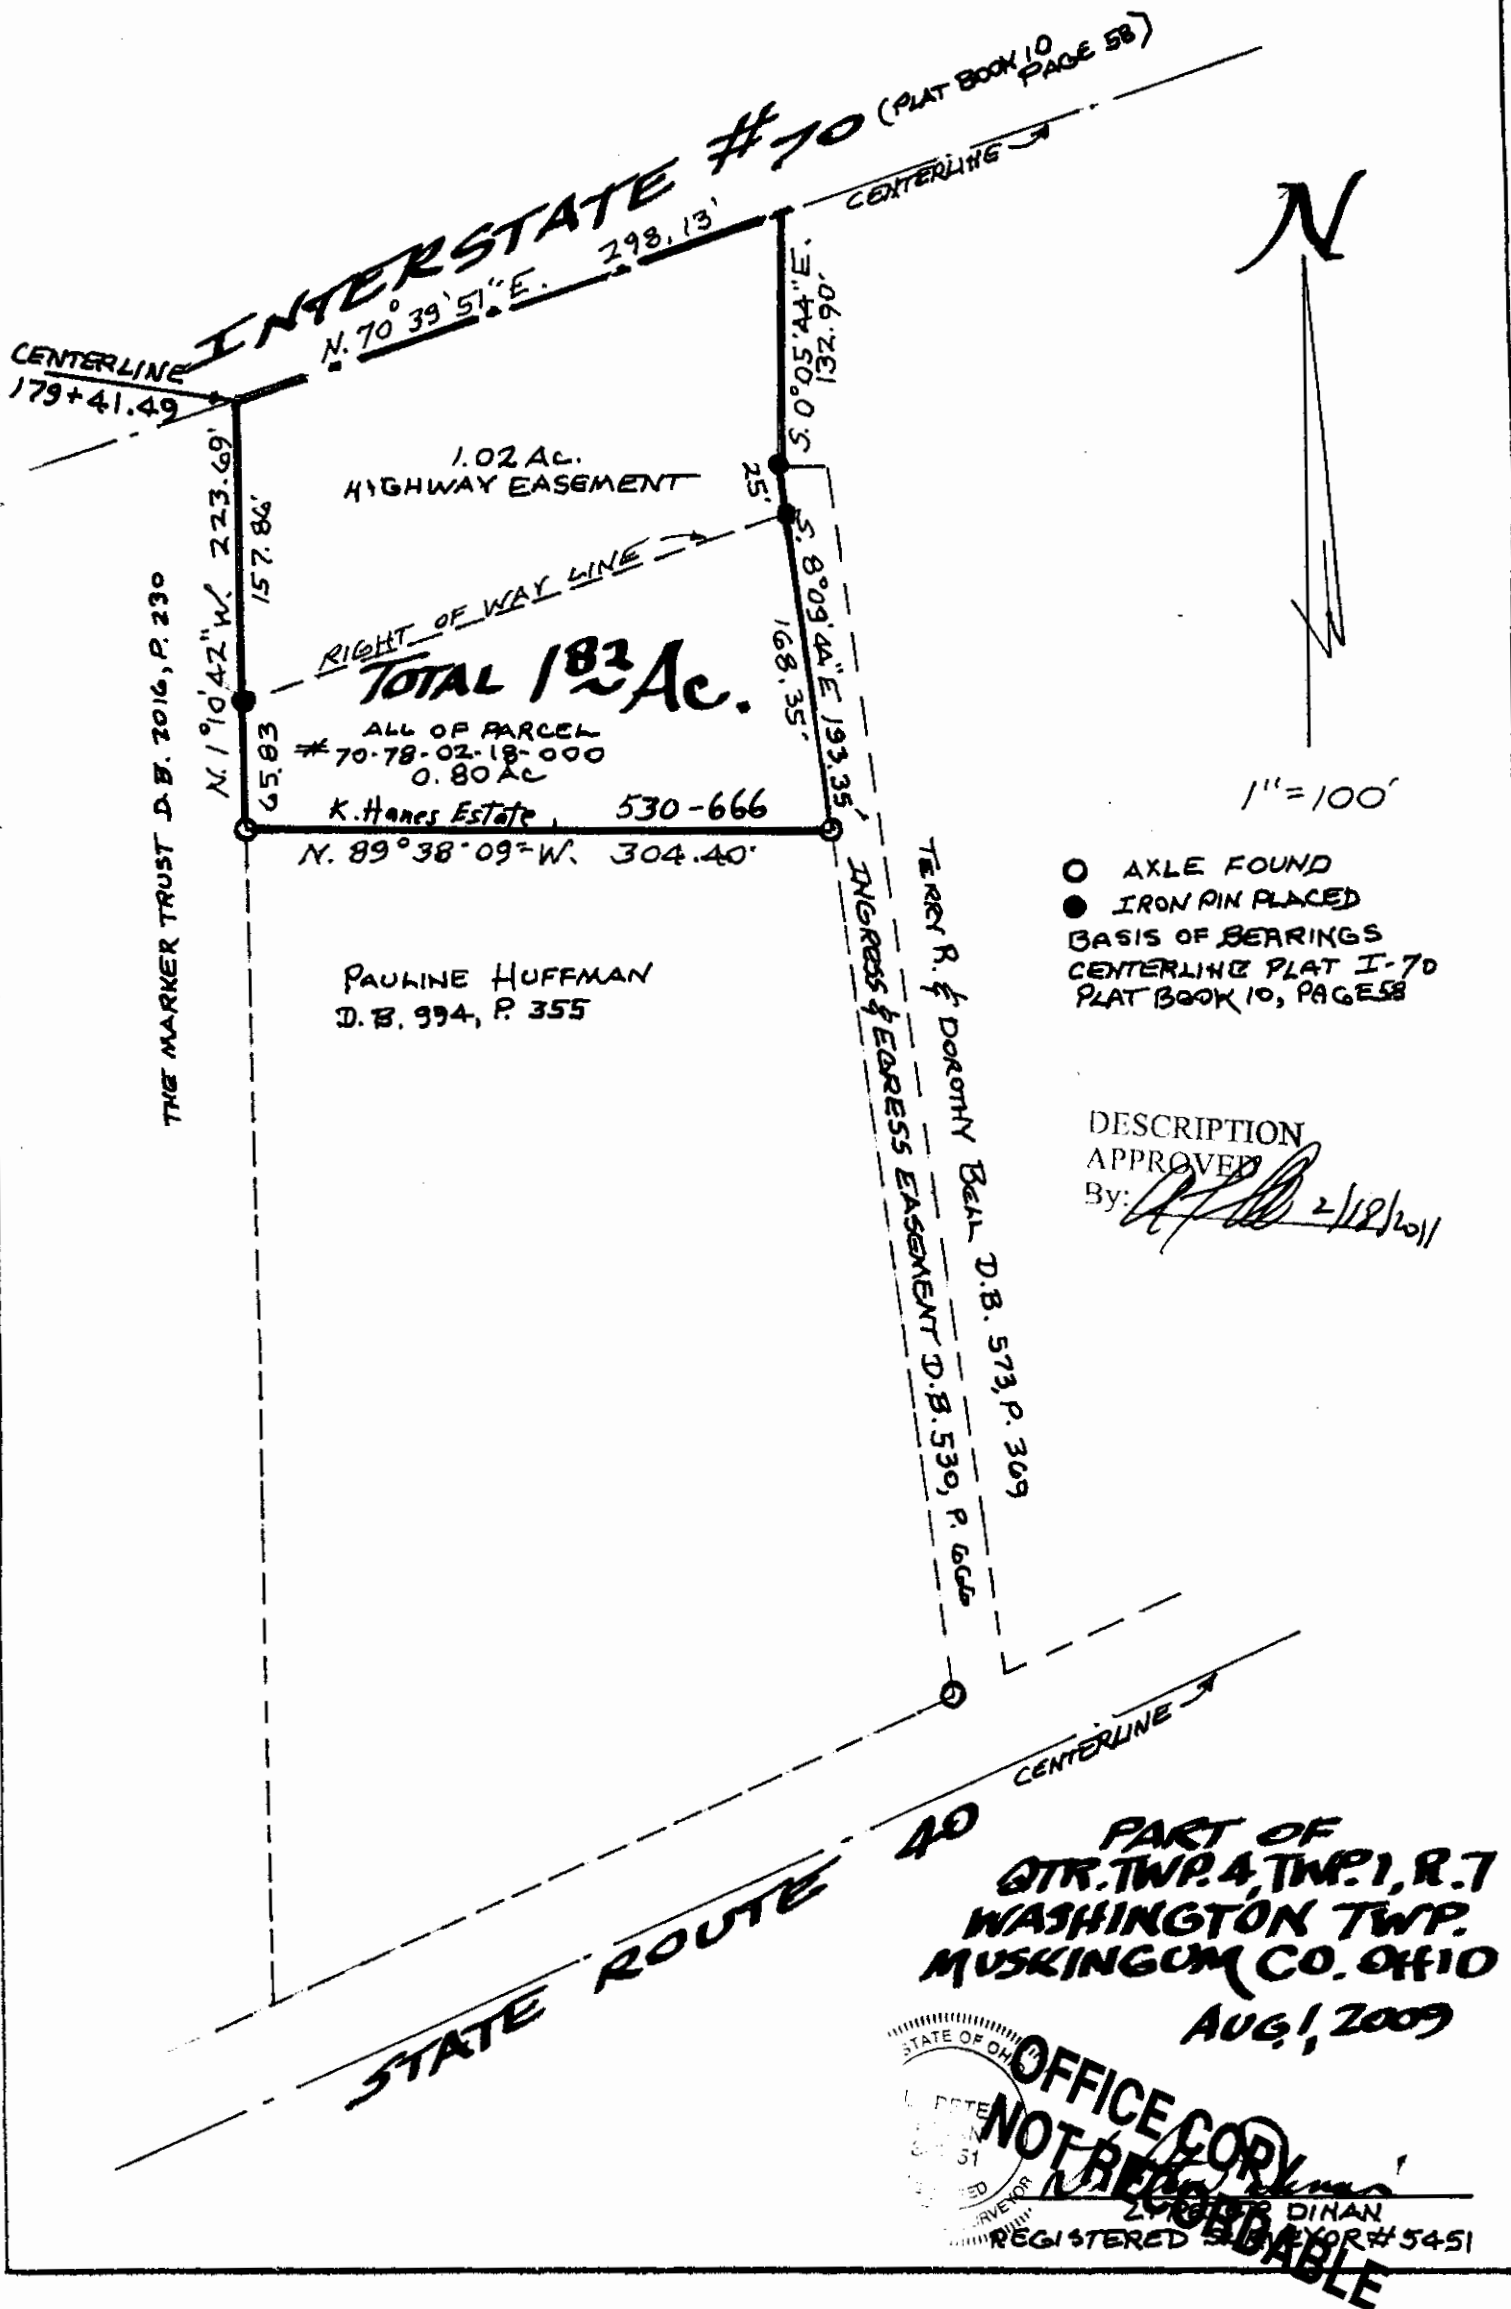 INTERSTATE #70 (PLAT BOOK 10
PAGE 58)
CENTERLINE
N. 70° 39' 51" E. 298.13'
CENTERLINE
179+41.49
N. 1°10'42" W. 223.69'
157.86'
65.83
S. 0°05'44" E.
132.90'
25'
S. 8°09'44" E 193.35'
168.35'
1.02 AC.
HIGHWAY EASEMENT
RIGHT OF WAY LINE
TOTAL 1 82 AC.
ALL OF PARCEL
# 70-78-02-18-000
0.80 AC
K. Hanes Estate, 530-666
N. 89°38'09" W. 304.40'
THE MARKER TRUST D.B. 2016, P. 230
PAULINE HUFFMAN
D.B. 994, P. 355
INGRESS & EGRESS EASEMENT D.B. 530, P. 666
TERRY R. & DOROTHY BELL D.B. 573, P. 369
N
1"=100'
AXLE FOUND
IRON PIN PLACED
BASIS OF BEARINGS
CENTERLINE PLAT I-70
PLAT BOOK 10, PAGE 58
DESCRIPTION
APPROVED
By: 2/18/2011
CENTERLINE
STATE ROUTE 40
PART OF
QTR. TWP. 4, TWP. 1, R. 7
WASHINGTON TWP.
MUSKINGUM CO. OHIO
AUG 1, 2009
STATE OF OHIO
OFFICE COPY
NOT RECORDABLE
DINAN
REGISTERED SURVEYOR # 5451